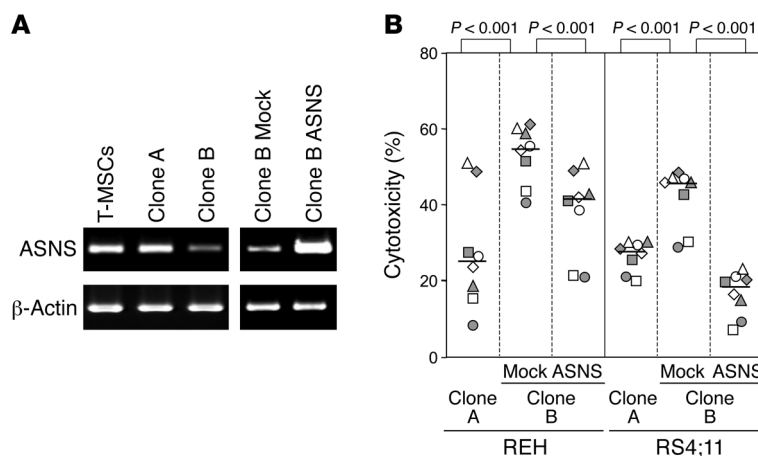 A
T-MSCs
Clone A
Clone B
Clone B Mock
Clone B ASNS
ASNS
β-Actin
B
P < 0.001 P < 0.001 P < 0.001 P < 0.001
Cytotoxicity (%)
80
60
40
20
0
Mock ASNS Mock ASNS
Clone A
Clone B
Clone A
Clone B
REH RS4;11